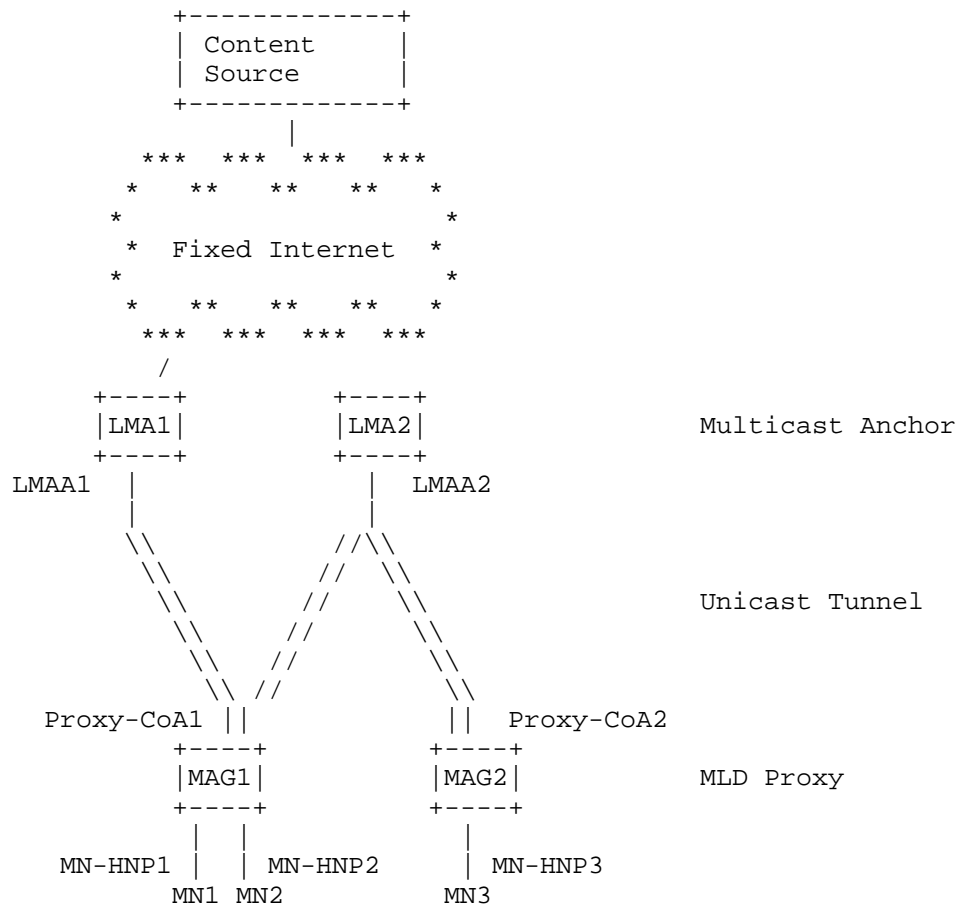 Content
Source
Fixed Internet
LMA1 LMA2 Multicast Anchor
LMAA1 LMAA2
Unicast Tunnel
Proxy-CoA1 Proxy-CoA2
MAG1 MAG2 MLD Proxy
MN-HNP1 MN-HNP2 MN-HNP3
MN1 MN2 MN3